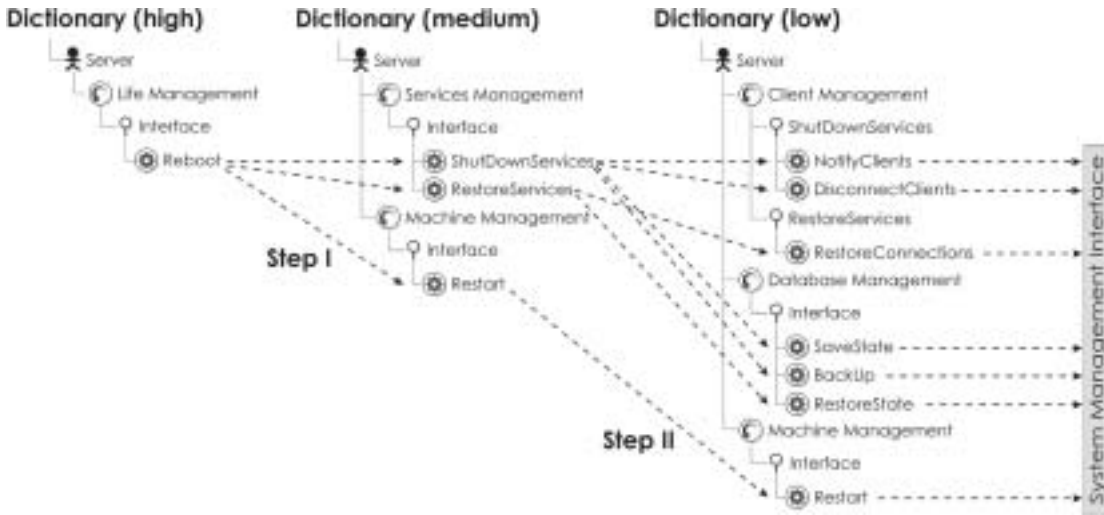 Dictionary (high)
Server
Life Management
Interface
Reboot
Step I
Dictionary (medium)
Server
Services Management
Interface
ShutDownServices
RestoreServices
Machine Management
Interface
Restart
Step II
Dictionary (low)
Server
Client Management
ShutDownServices
NotifyClients
DisconnectClients
RestoreServices
RestoreConnections
Database Management
Interface
SaveState
BackUp
RestoreState
Machine Management
Interface
Restart
System Management Interface